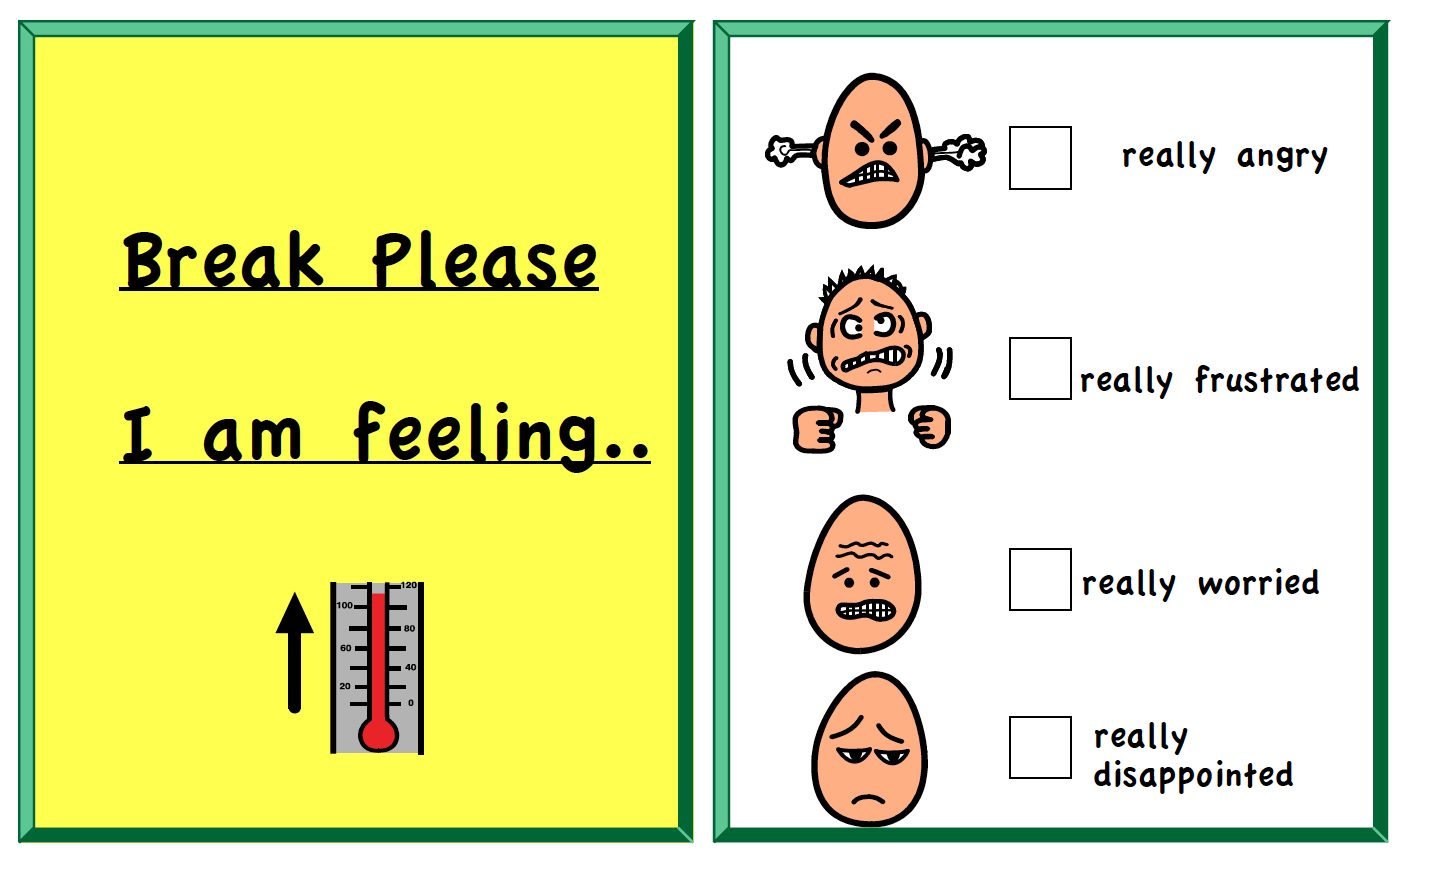 Break Please
I am feeling..
120
100
80
60
40
20
0
really angry
really frustrated
really worried
really
disappointed